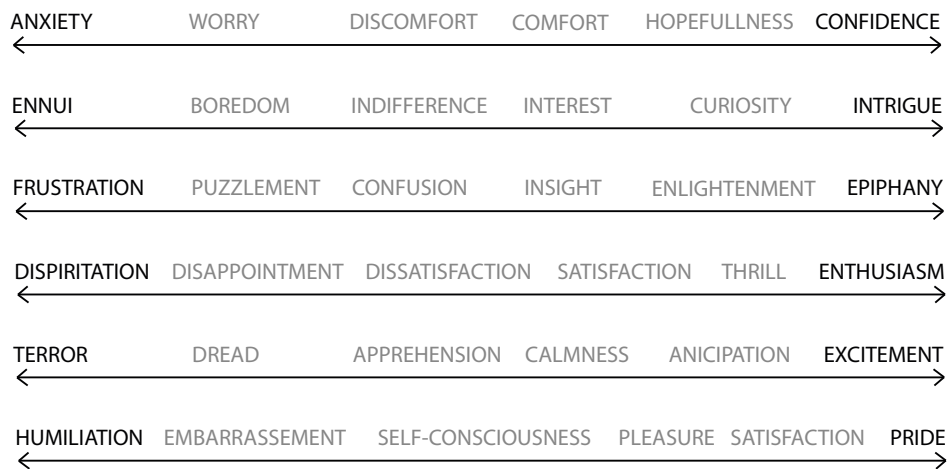 ANXIETY WORRY DISCOMFORT COMFORT HOPEFULLNESS CONFIDENCE
ENNUI BOREDOM INDIFFERENCE INTEREST CURIOSITY INTRIGUE
FRUSTRATION PUZZLEMENT CONFUSION INSIGHT ENLIGHTENMENT EPIPHANY
DISPIRITATION DISAPPOINTMENT DISSATISFACTION SATISFACTION THRILL ENTHUSIASM
TERROR DREAD APPREHENSION CALMNESS ANICIPATION EXCITEMENT
HUMILIATION EMBARRASSEMENT SELF-CONSCIOUSNESS PLEASURE SATISFACTION PRIDE